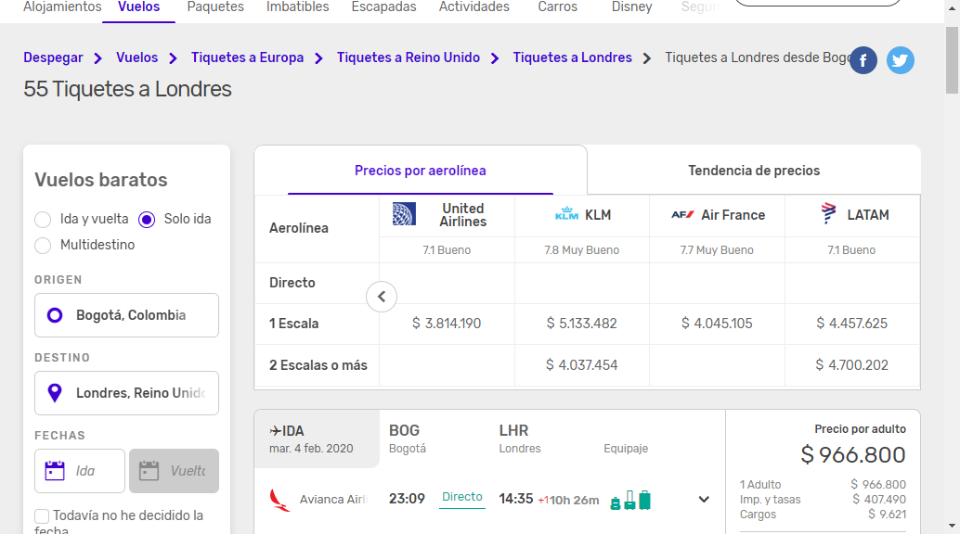 Alojamientos Vuelos Paquetes Imbatibles Escapadas Actividades Carros Disney
Despegar > Vuelos > Tiquetes a Europa > Tiquetes a Reino Unido > Tiquetes a Londres > Tiquetes a Londres desde Bog
55 Tiquetes a Londres
Vuelos baratos
Ida y vuelta Solo ida
Multidestino
ORIGEN
Bogotá, Colombia
DESTINO
Londres, Reino Unido
FECHAS
Ida Vuelta
Todavía no he decidido la
fecha
Precios por aerolínea Tendencia de precios
Aerolínea United Airlines KLM KLM AF Air France LATAM
7.1 Bueno 7.8 Muy Bueno 7.7 Muy Bueno 7.1 Bueno
Directo
1 Escala $ 3.814.190 $ 5.133.482 $ 4.045.105 $ 4.457.625
2 Escalas o más $ 4.037.454 $ 4.700.202
IDA BOG LHR
mar. 4 feb. 2020 Bogotá Londres Equipaje
Avianca Airl 23:09 Directo 14:35 +1 10h 26m
Precio por adulto
$ 966.800
1 Adulto $ 966.800
Imp. y tasas $ 407.490
Cargos $ 9.621